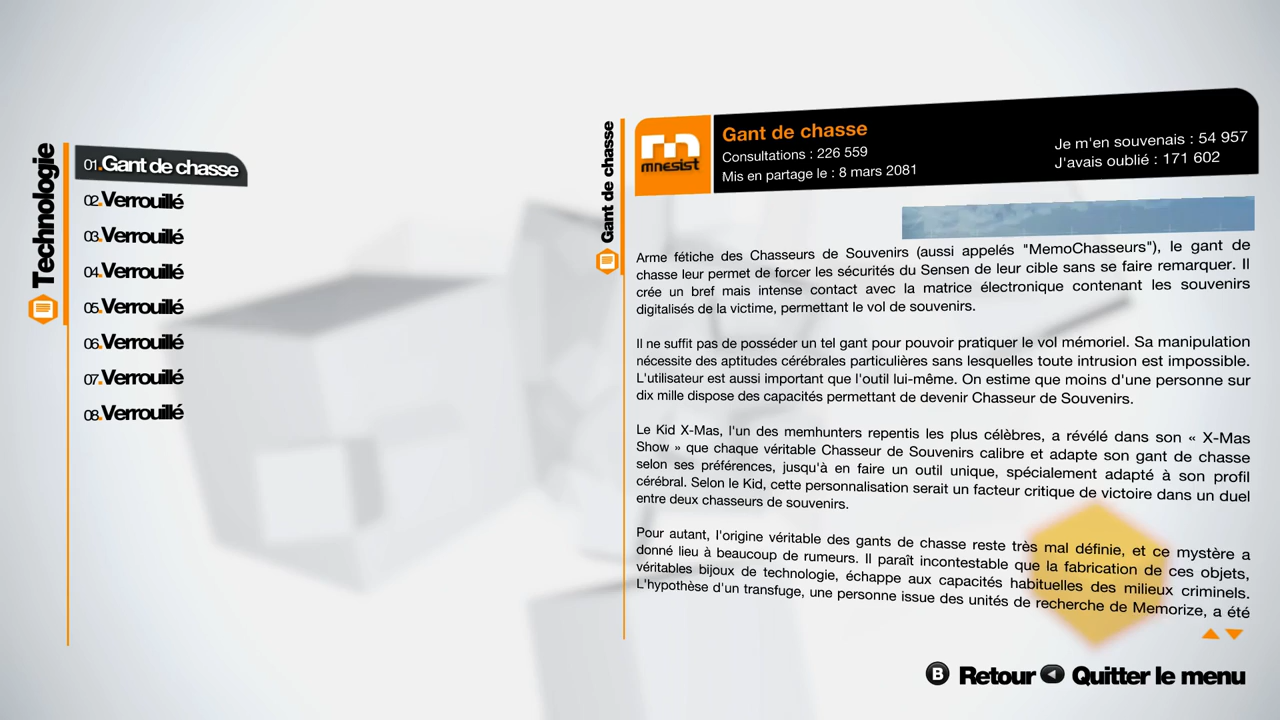 Technologie
01.Gant de chasse
02.Verrouillé
03.Verrouillé
04.Verrouillé
05.Verrouillé
06.Verrouillé
07.Verrouillé
08.Verrouillé
Gant de chasse
mnesist
Gant de chasse
Consultations : 226 559
Mis en partage le : 8 mars 2081
Je m'en souvenais : 54 957
J'avais oublié : 171 602
Arme fétiche des Chasseurs de Souvenirs (aussi appelés "MemoChasseurs"), le gant de
chasse leur permet de forcer les sécurités du Sensen de leur cible sans se faire remarquer. Il
crée un bref mais intense contact avec la matrice électronique contenant les souvenirs
digitalisés de la victime, permettant le vol de souvenirs.
Il ne suffit pas de posséder un tel gant pour pouvoir pratiquer le vol mémoriel. Sa manipulation
nécessite des aptitudes cérébrales particulières sans lesquelles toute intrusion est impossible.
L'utilisateur est aussi important que l'outil lui-même. On estime que moins d'une personne sur
dix mille dispose des capacités permettant de devenir Chasseur de Souvenirs.
Le Kid X-Mas, l'un des memhunters repentis les plus célèbres, a révélé dans son « X-Mas
Show » que chaque véritable Chasseur de Souvenirs calibre et adapte son gant de chasse
selon ses préférences, jusqu'à en faire un outil unique, spécialement adapté à son profil
cérébral. Selon le Kid, cette personnalisation serait un facteur critique de victoire dans un duel
entre deux chasseurs de souvenirs.
Pour autant, l'origine véritable des gants de chasse reste très mal définie, et ce mystère a
donné lieu à beaucoup de rumeurs. Il paraît incontestable que la fabrication de ces objets,
véritables bijoux de technologie, échappe aux capacités habituelles des milieux criminels.
L'hypothèse d'un transfuge, une personne issue des unités de recherche de Memorize, a été
B Retour Quitter le menu